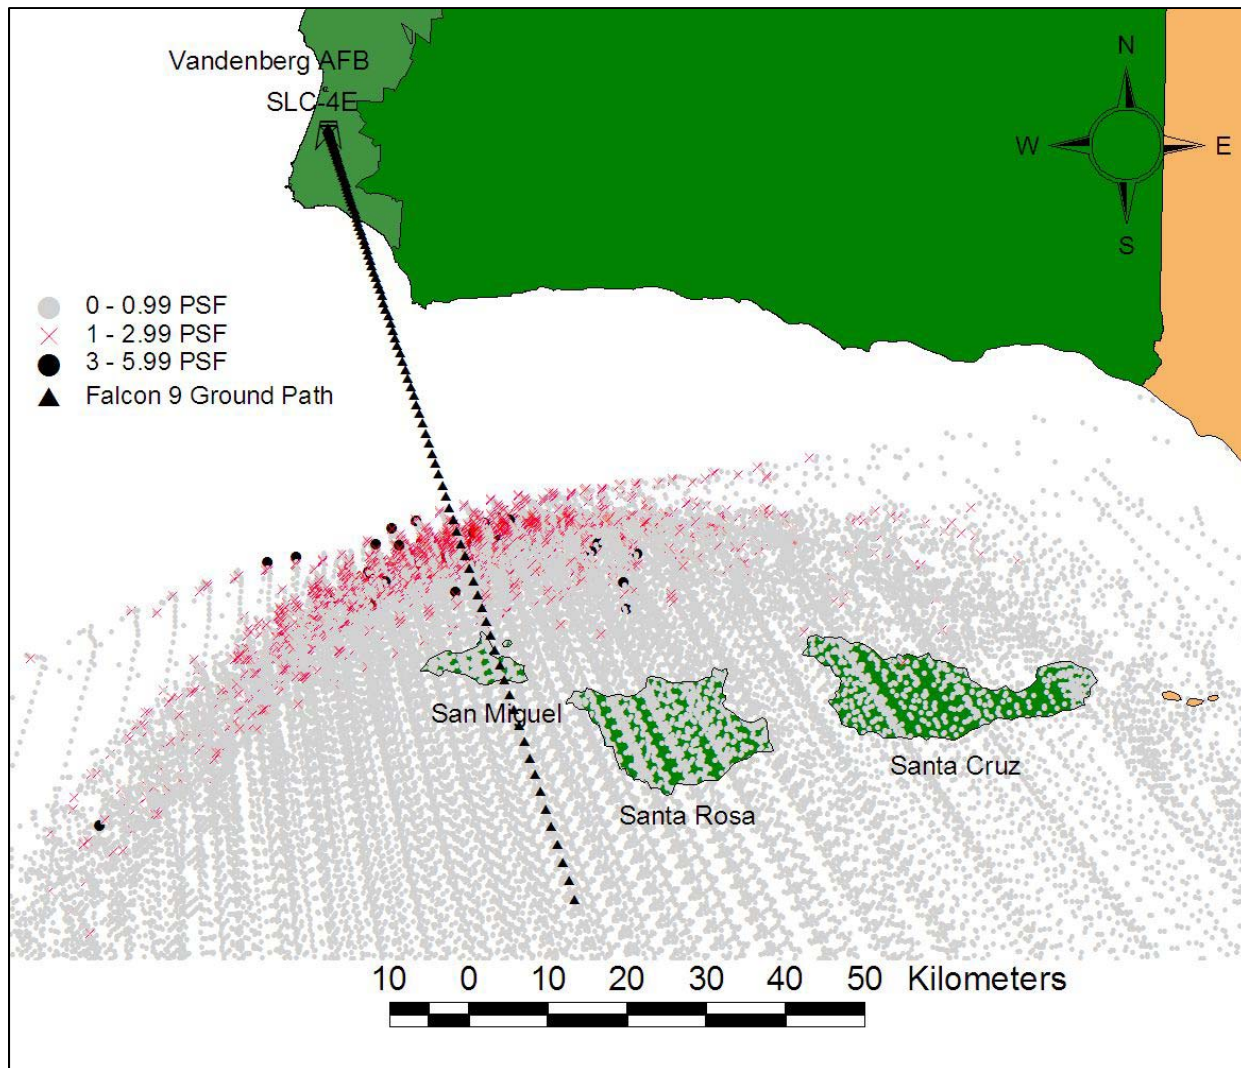 N
Vandenberg AFB
SLC-4E
W
E
S
0 - 0.99 PSF
1 - 2.99 PSF
3 - 5.99 PSF
Falcon 9 Ground Path
San Miguel
Santa Cruz
Santa Rosa
10 0 10 20 30 40 50 Kilometers